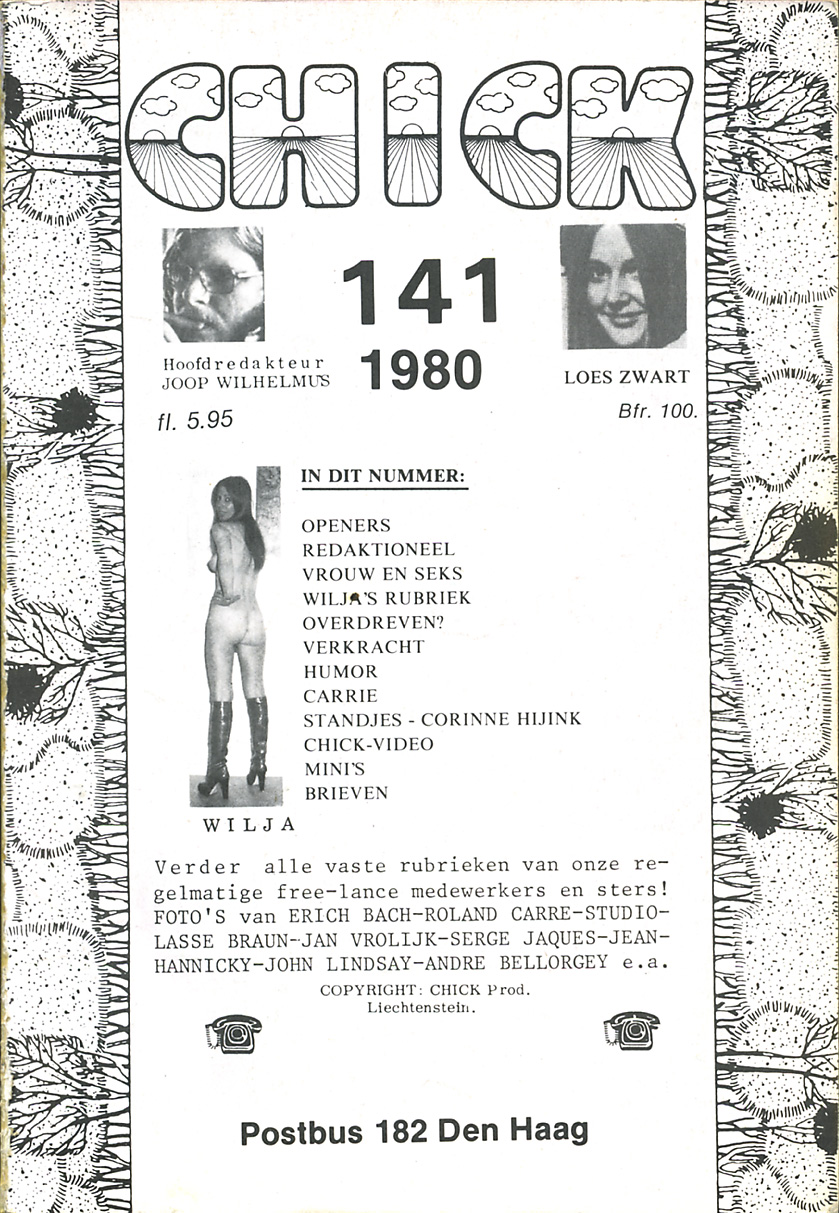 CHICK
141
1980
Hoofdredakteur
JOOP WILHELMUS
LOES ZWART
fl. 5.95
Bfr. 100.
IN DIT NUMMER:
OPENERS
REDAKTIONEEL
VROUW EN SEKS
WILJA'S RUBRIEK
OVERDREVEN?
VERKRACHT
HUMOR
CARRIE
STANDJES - CORINNE HIJINK
CHICK-VIDEO
MINI'S
BRIEVEN
WILJA
Verder alle vaste rubrieken van onze re-
gelmatige free-lance medewerkers en sters!
FOTO'S van ERICH BACH-ROLAND CARRE-STUDIO-
LASSE BRAUN-JAN VROLIJK-SERGE JAQUES-JEAN-
HANNICKY-JOHN LINDSAY-ANDRE BELLORGEY e.a.
COPYRIGHT: CHICK Prod.
Liechtenstein.
Postbus 182 Den Haag